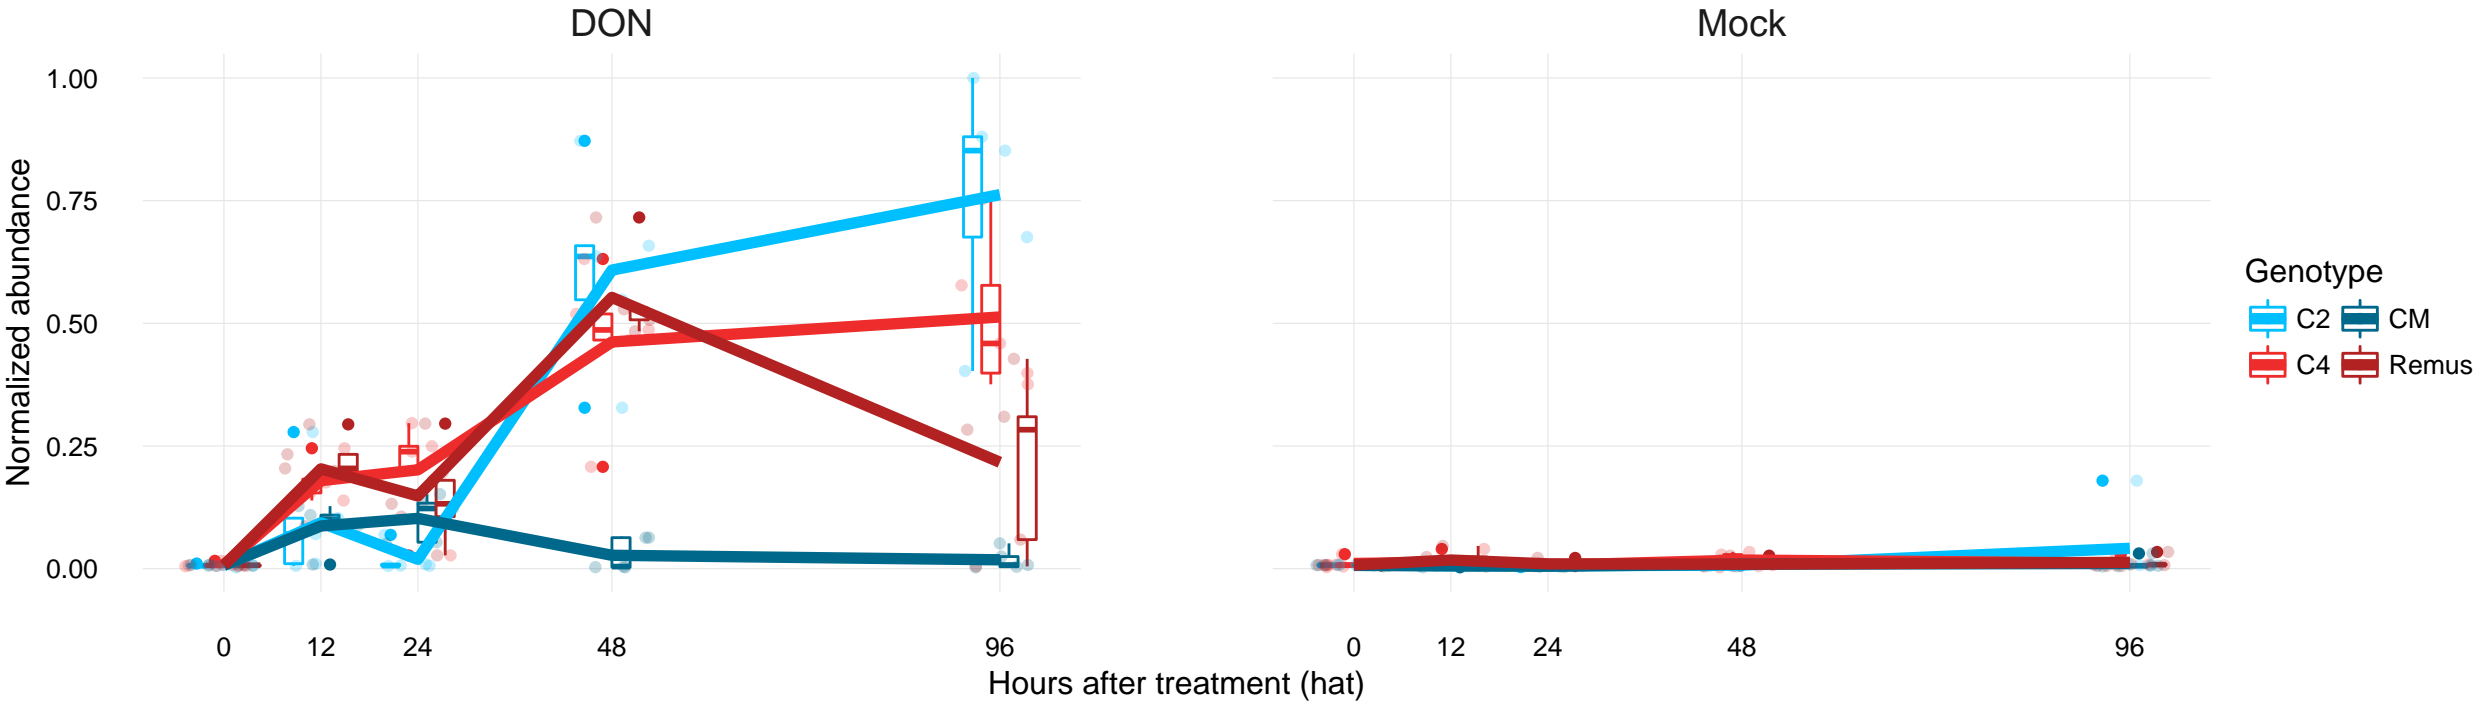 DON Mock
Normalized abundance
1.00
0.75
0.50
0.25
0.00
0 12 24 48 96
0 12 24 48 96
Hours after treatment (hat)
Genotype
C2 CM
C4 Remus